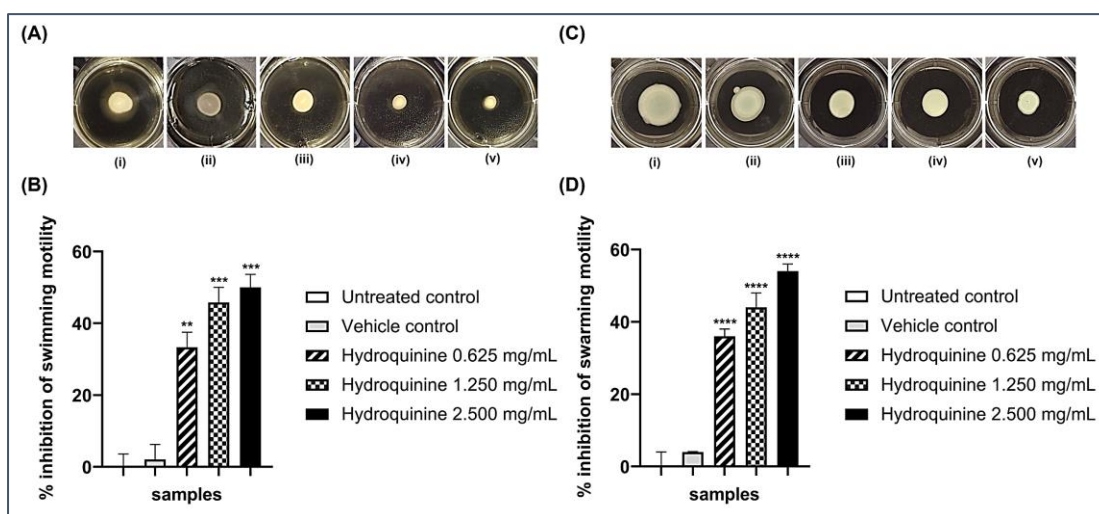 (A)
(i) (ii) (iii) (iv) (v)
(B)
% inhibition of swimming motility
60
40
20
0
** *** ***
samples
Untreated control
Vehicle control
Hydroquinine 0.625 mg/mL
Hydroquinine 1.250 mg/mL
Hydroquinine 2.500 mg/mL
(C)
(i) (ii) (iii) (iv) (v)
(D)
% inhibition of swarming motility
60
40
20
0
**** **** ****
samples
Untreated control
Vehicle control
Hydroquinine 0.625 mg/mL
Hydroquinine 1.250 mg/mL
Hydroquinine 2.500 mg/mL